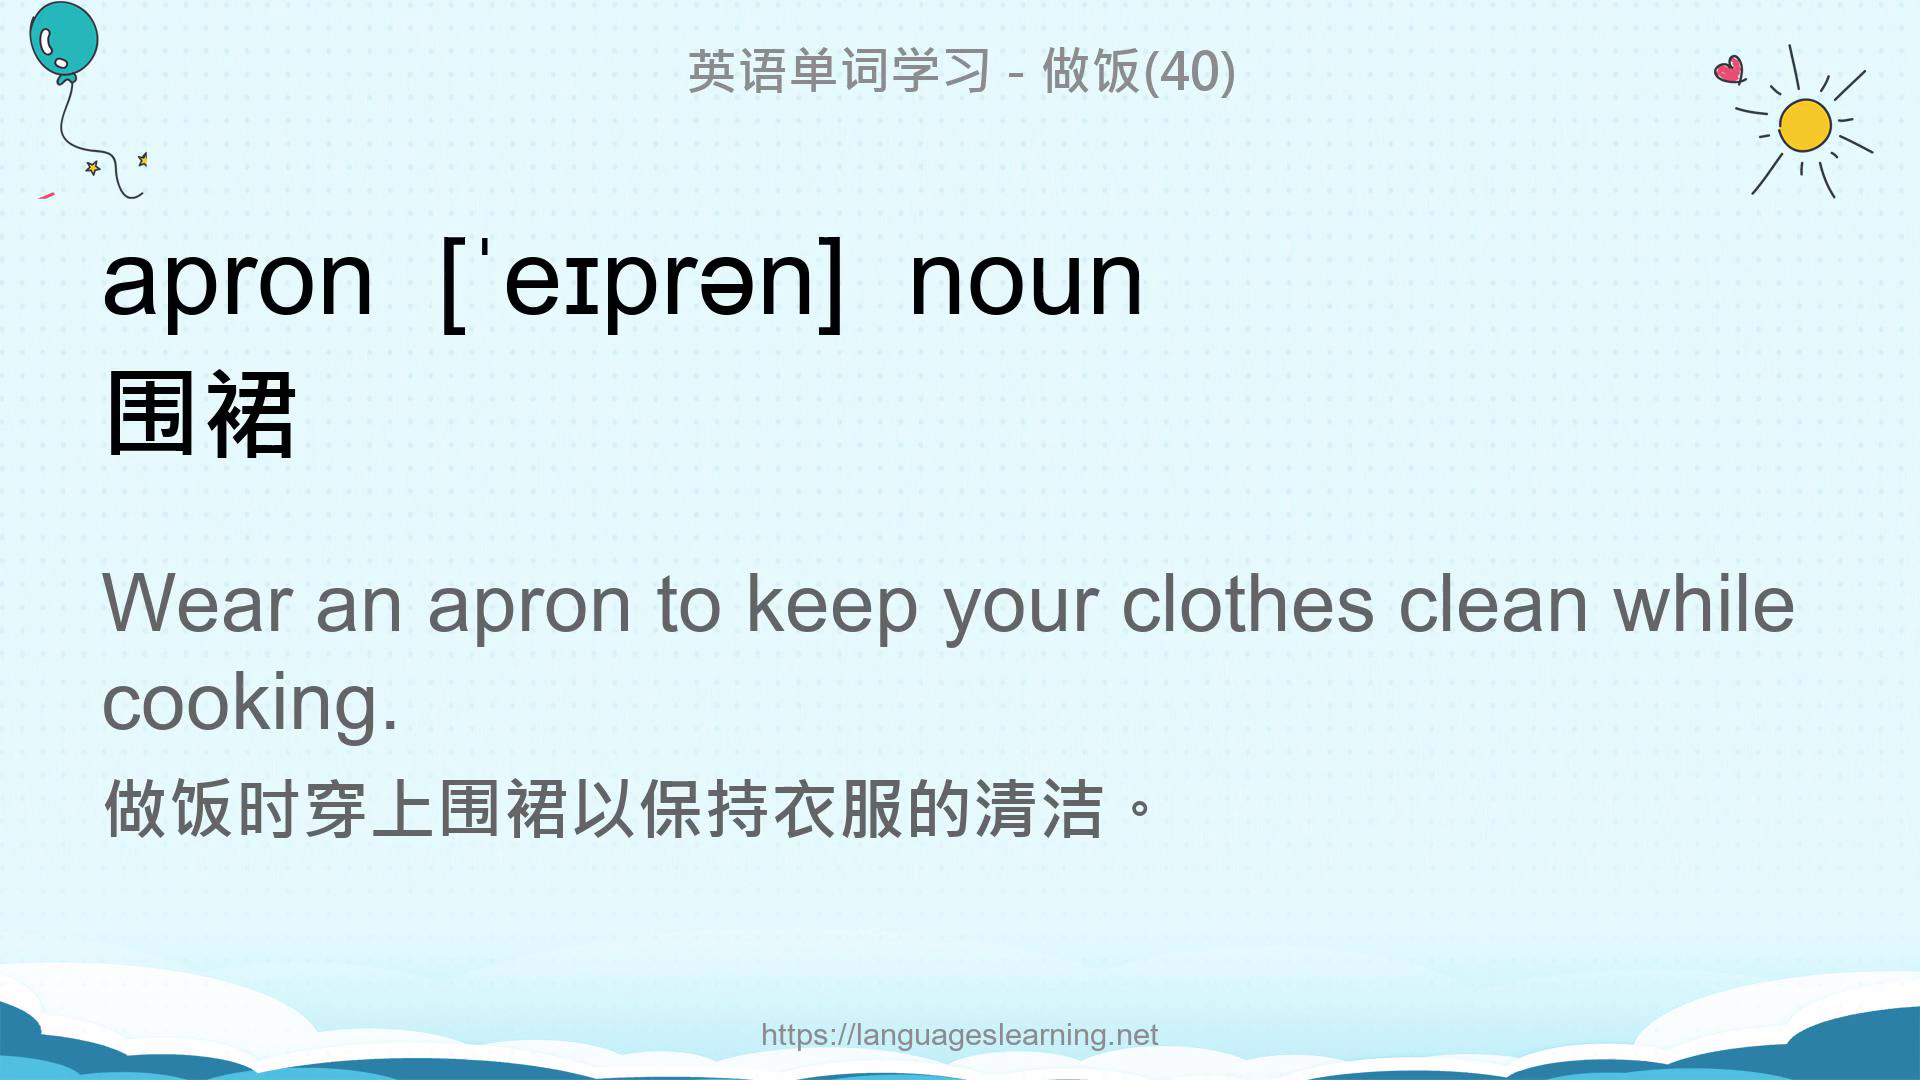 英语单词学习 - 做饭(40)
apron [ˈeɪprən] noun
围裙
Wear an apron to keep your clothes clean while
cooking.
做饭时穿上围裙以保持衣服的清洁。
https://languageslearning.net